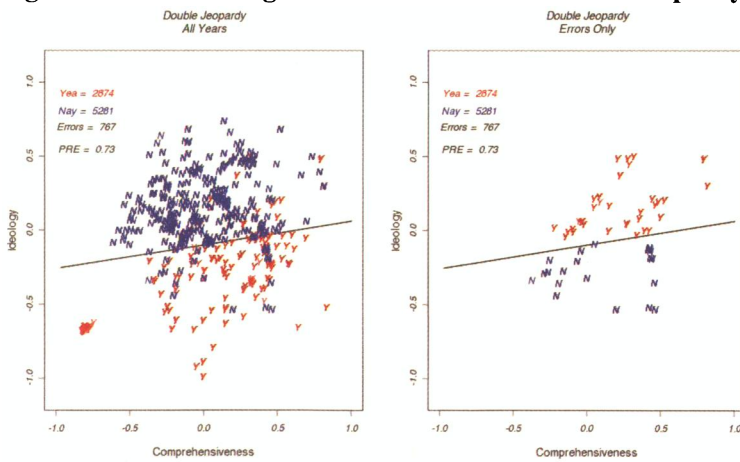 Double Jeopardy
All Years
1.0
0.5
0.0
-0.5
-1.0
Ideology
Yea = 2874
Nay = 5281
Errors = 767
PRE = 0.73
-1.0 -0.5 0.0 0.5 1.0
Comprehensiveness
Double Jeopardy
Errors Only
1.0
0.5
0.0
-0.5
-1.0
Ideology
Yea = 2874
Nay = 5281
Errors = 767
PRE = 0.73
-1.0 -0.5 0.0 0.5 1.0
Comprehensiveness